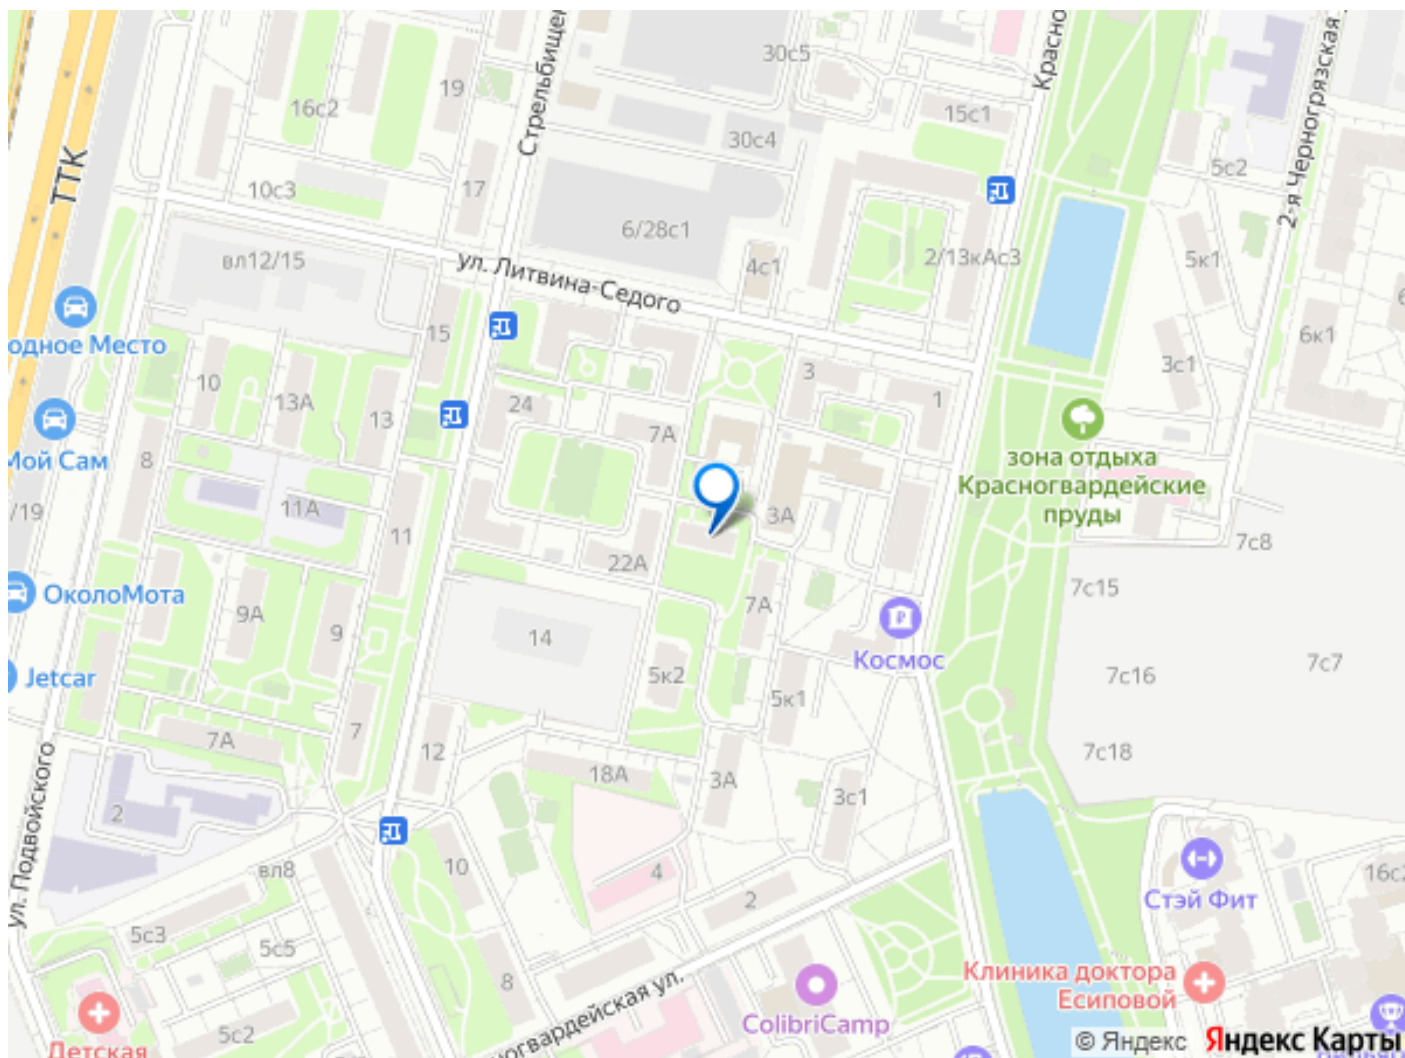 ТТК
16с2
19
Стрельбищен
30с5
30с4
15с1
Красно
5с2
2-я Черногрязская
10с3
17
6/28с1
4с1
2/13кАс3
5к1
вл12/15
ул. Литвина-Седого
15
одное Место
10
13А
13
24
7А
3
1
3с1
6к1
Мой Сам
8
/19
11А
11
22А
3А
зона отдыха
Красногвардейские
пруды
7с8
7с15
ОколоМота
9А
9
14
7А
Космос
7с16
7с7
Jetcar
5к2
5к1
7
7А
12
18А
3А
3с1
7с18
ул. Подвойского
2
10
4
2
вл8
Стэй Фит
16с2
5с3
5с5
8
ногвардейская ул.
Клиника доктора
Есиповой
5с2
ColibriCamp
Детская
© Яндекс Яндекс Карты